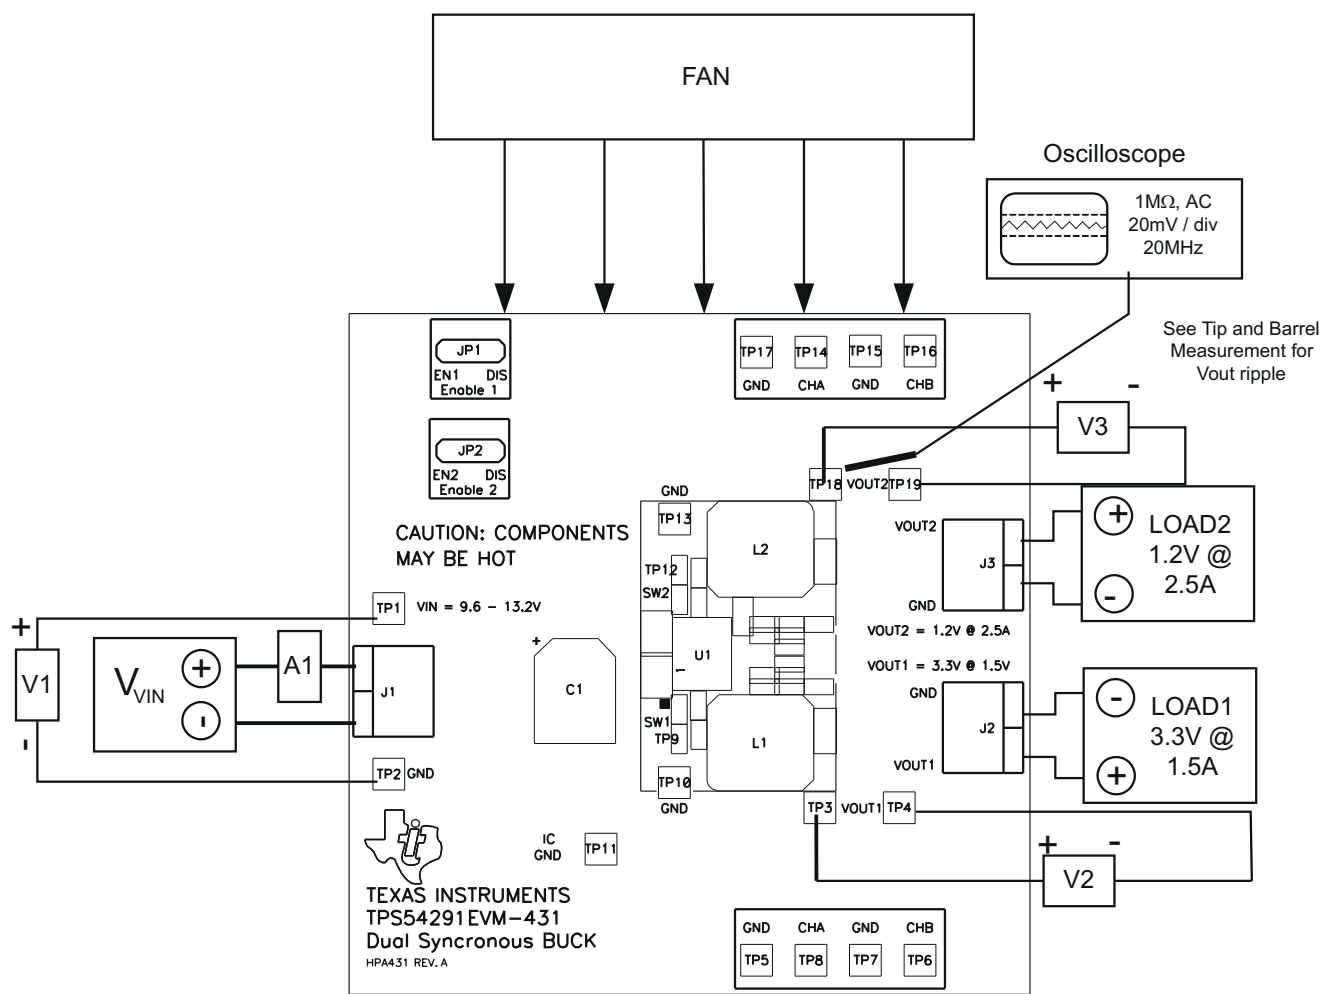 FAN
Oscilloscope
1MΩ, AC
20mV / div
20MHz
See Tip and Barrel
Measurement for
Vout ripple
JP1
EN1 DIS
Enable 1
JP2
EN2 DIS
Enable 2
TP17 TP14 TP15 TP16
GND CHA GND CHB
+ -
V3
TP18 VOUT2 TP19
CAUTION: COMPONENTS
MAY BE HOT
GND
TP13
L2
TP12
SW2
VOUT2
J3
GND
+
-
LOAD2
1.2V @
2.5A
TP1 VIN = 9.6 - 13.2V
VOUT2 = 1.2V @ 2.5A
VOUT1 = 3.3V @ 1.5V
+
V1
-
VVIN
+
-
A1
J1
+
C1
U1
1
SW1
TP9
L1
TP10
GND
GND
J2
VOUT1
-
+
LOAD1
3.3V @
1.5A
TP2 GND
TP3 VOUT1 TP4
+ -
V2
IC
GND
TP11
TEXAS INSTRUMENTS
TPS54291EVM-431
Dual Syncronous BUCK
HPA431 REV. A
GND CHA GND CHB
TP5 TP8 TP7 TP6